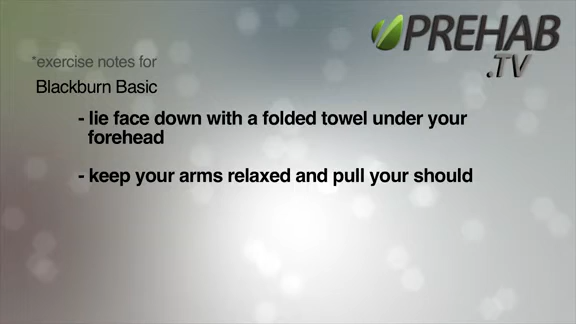 PREHAB
.TV
*exercise notes for
Blackburn Basic
- lie face down with a folded towel under your
forehead
- keep your arms relaxed and pull your should